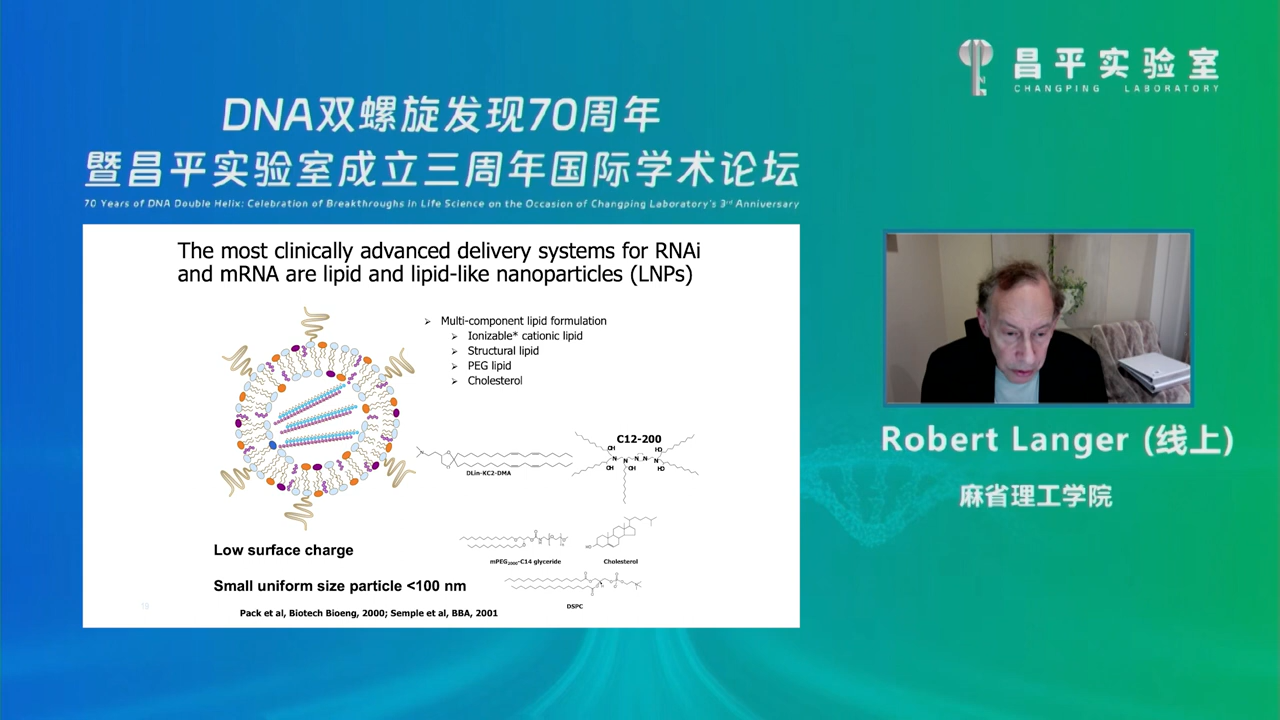 昌平实验室
CHANGPING LABORATORY
DNA双螺旋发现70周年
暨昌平实验室成立三周年国际学术论坛
70 Years of DNA Double Helix: Celebration of Breakthroughs in Life Science on the Occasion of Changping Laboratory's 3rd Anniversary
The most clinically advanced delivery systems for RNAi
and mRNA are lipid and lipid-like nanoparticles (LNPs)
Multi-component lipid formulation
Ionizable* cationic lipid
Structural lipid
PEG lipid
Cholesterol
C12-200
DLin-KC2-DMA
mPEG2000-C14 glyceride
Cholesterol
Low surface charge
Small uniform size particle <100 nm
DSPC
19
Pack et al, Biotech Bioeng, 2000; Semple et al, BBA, 2001
Robert Langer (线上)
麻省理工学院